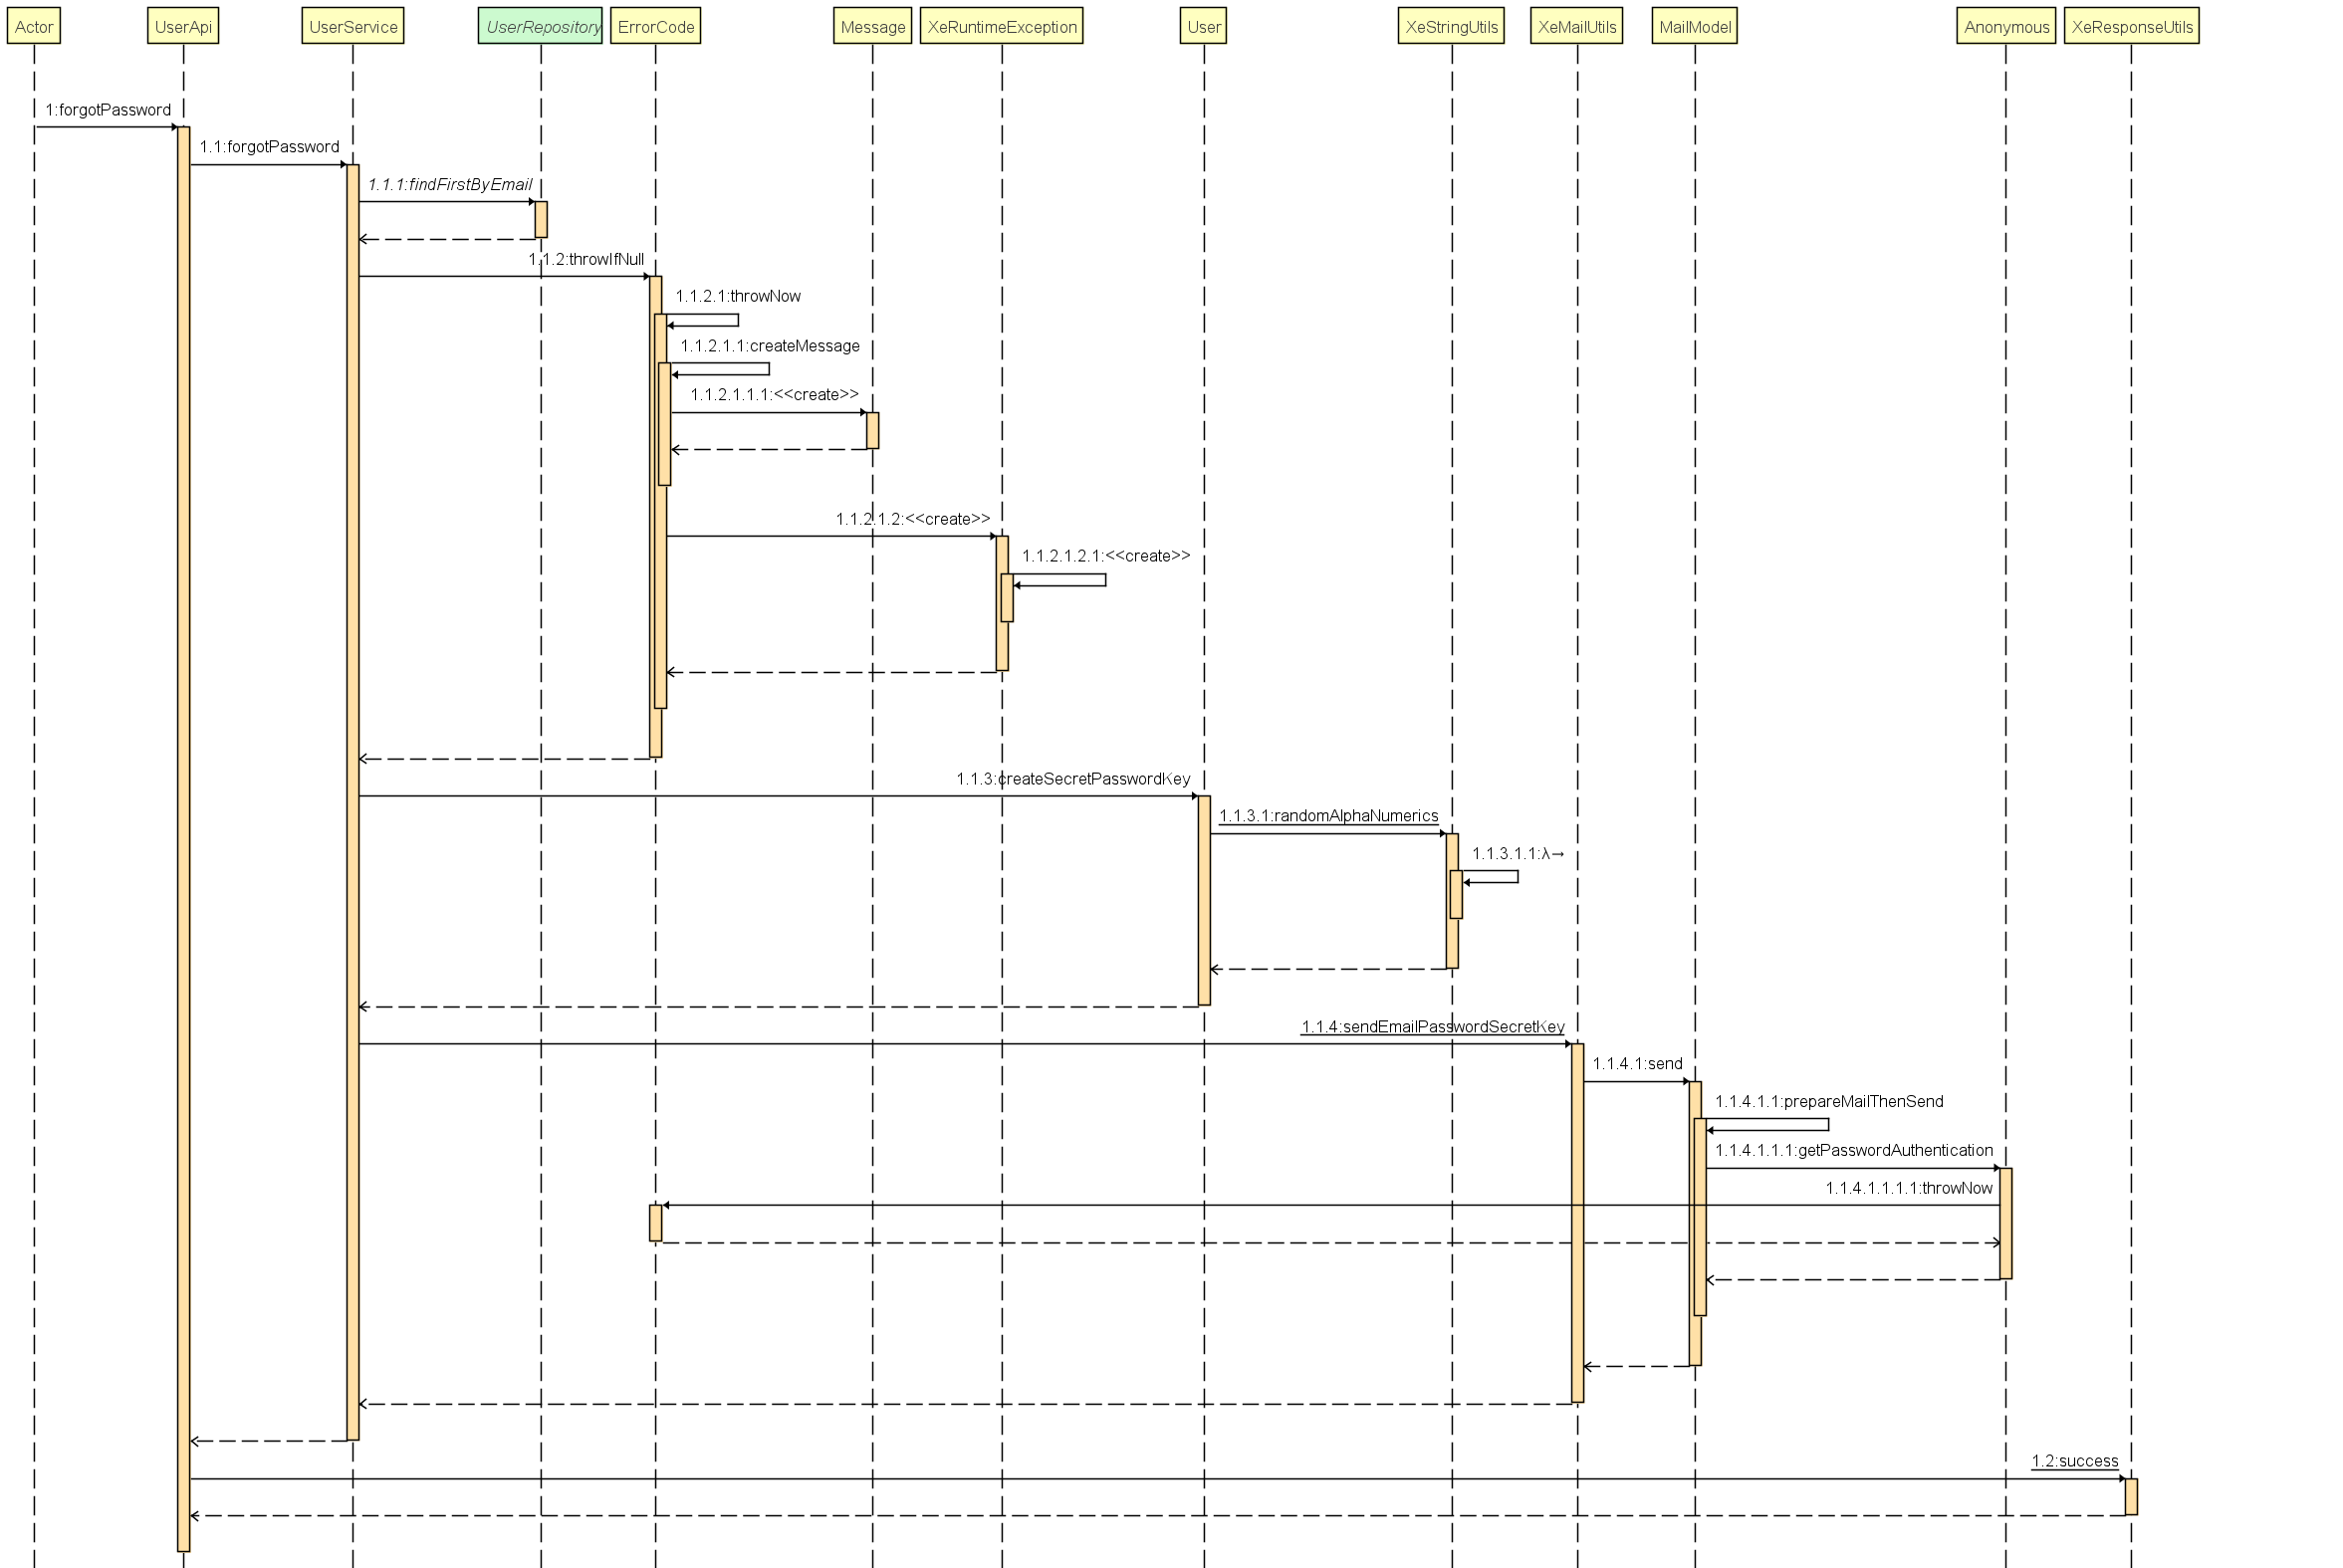 Actor UserApi UserService UserRepository ErrorCode Message XeRuntimeException User XeStringUtils XeMailUtils MailModel Anonymous XeResponseUtils
1:forgotPassword
1.1:forgotPassword
1.1.1:findFirstByEmail
1.1.2:throwIfNull
1.1.2.1:throwNow
1.1.2.1.1:createMessage
1.1.2.1.1.1:<<create>>
1.1.2.1.2:<<create>>
1.1.2.1.2.1:<<create>>
1.1.3:createSecretPasswordKey
1.1.3.1:randomAlphaNumerics
1.1.3.1.1:λ→
1.1.4:sendEmailPasswordSecretKey
1.1.4.1:send
1.1.4.1.1:prepareMailThenSend
1.1.4.1.1.1:getPasswordAuthentication
1.1.4.1.1.1.1:throwNow
1.2:success